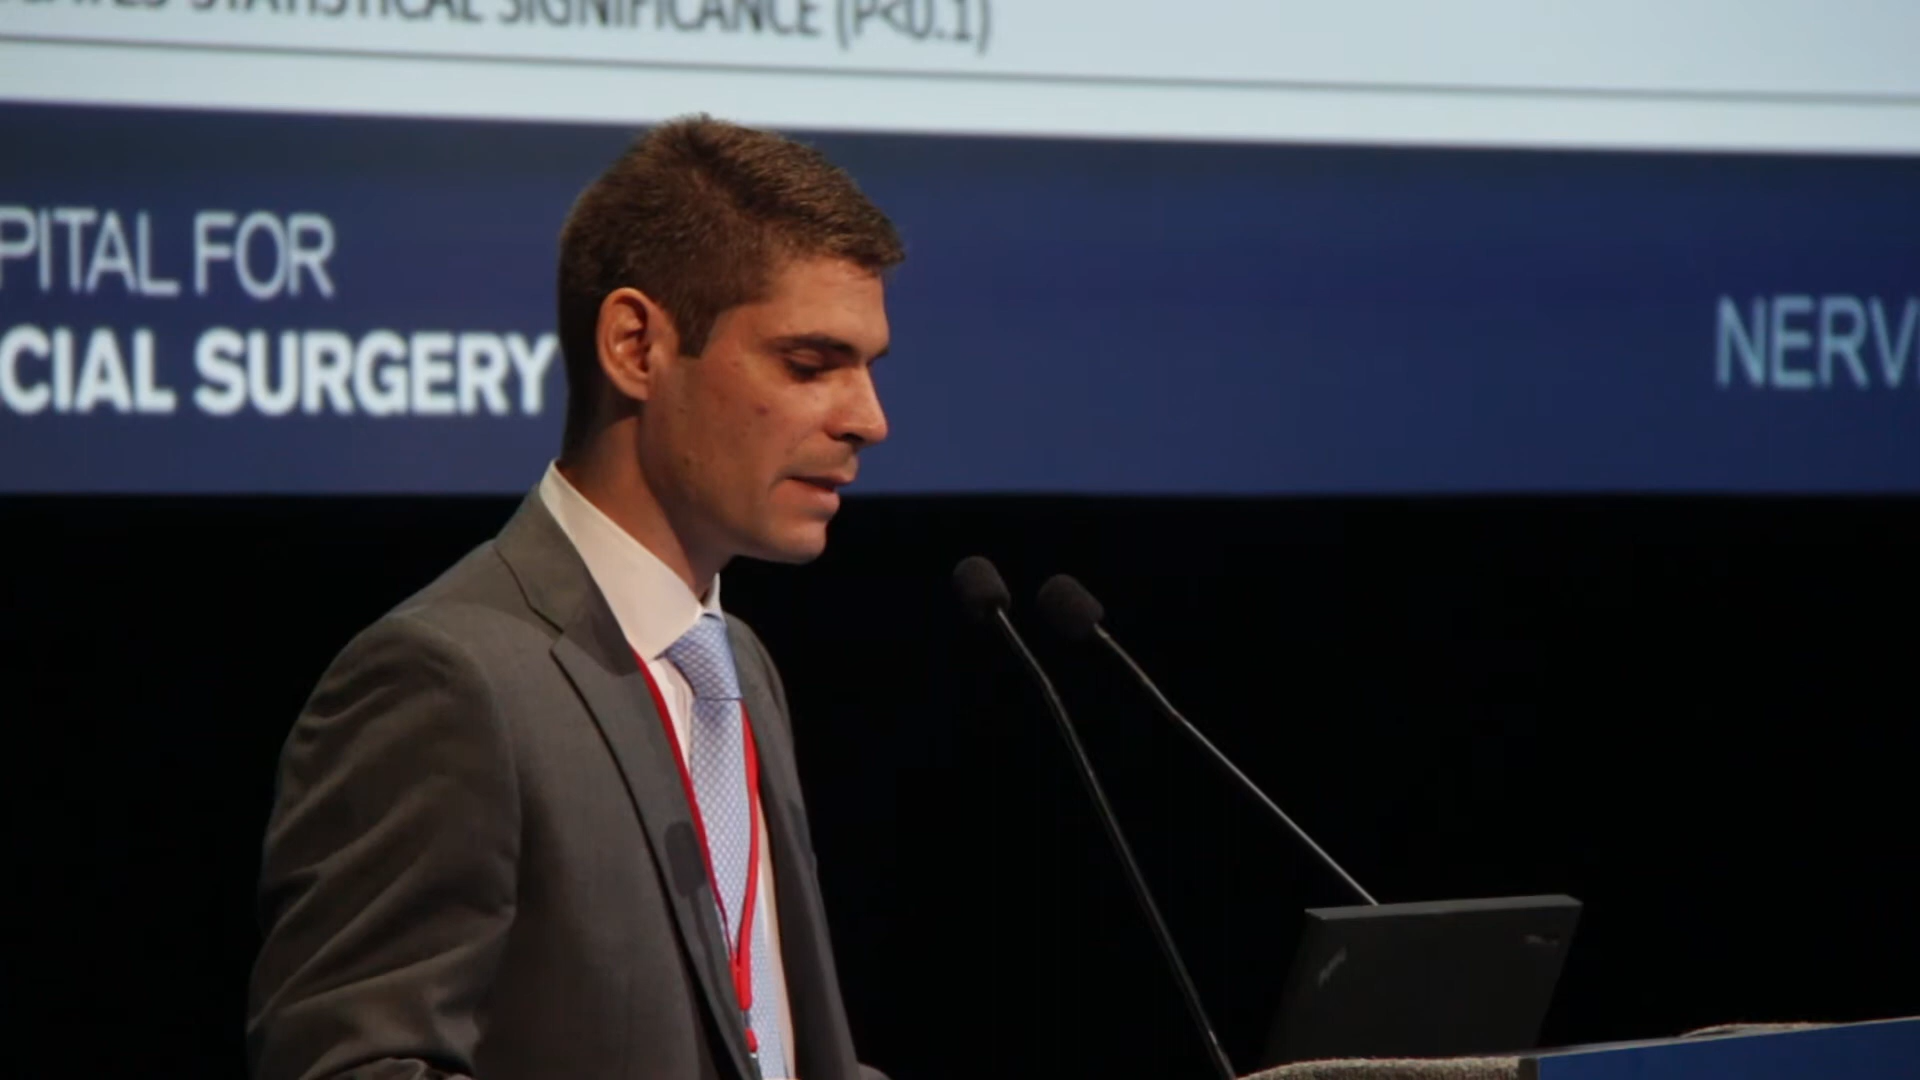 STATISTICAL SIGNIFICANCE (P<0.1)
PITAL FOR
CIAL SURGERY
NERV